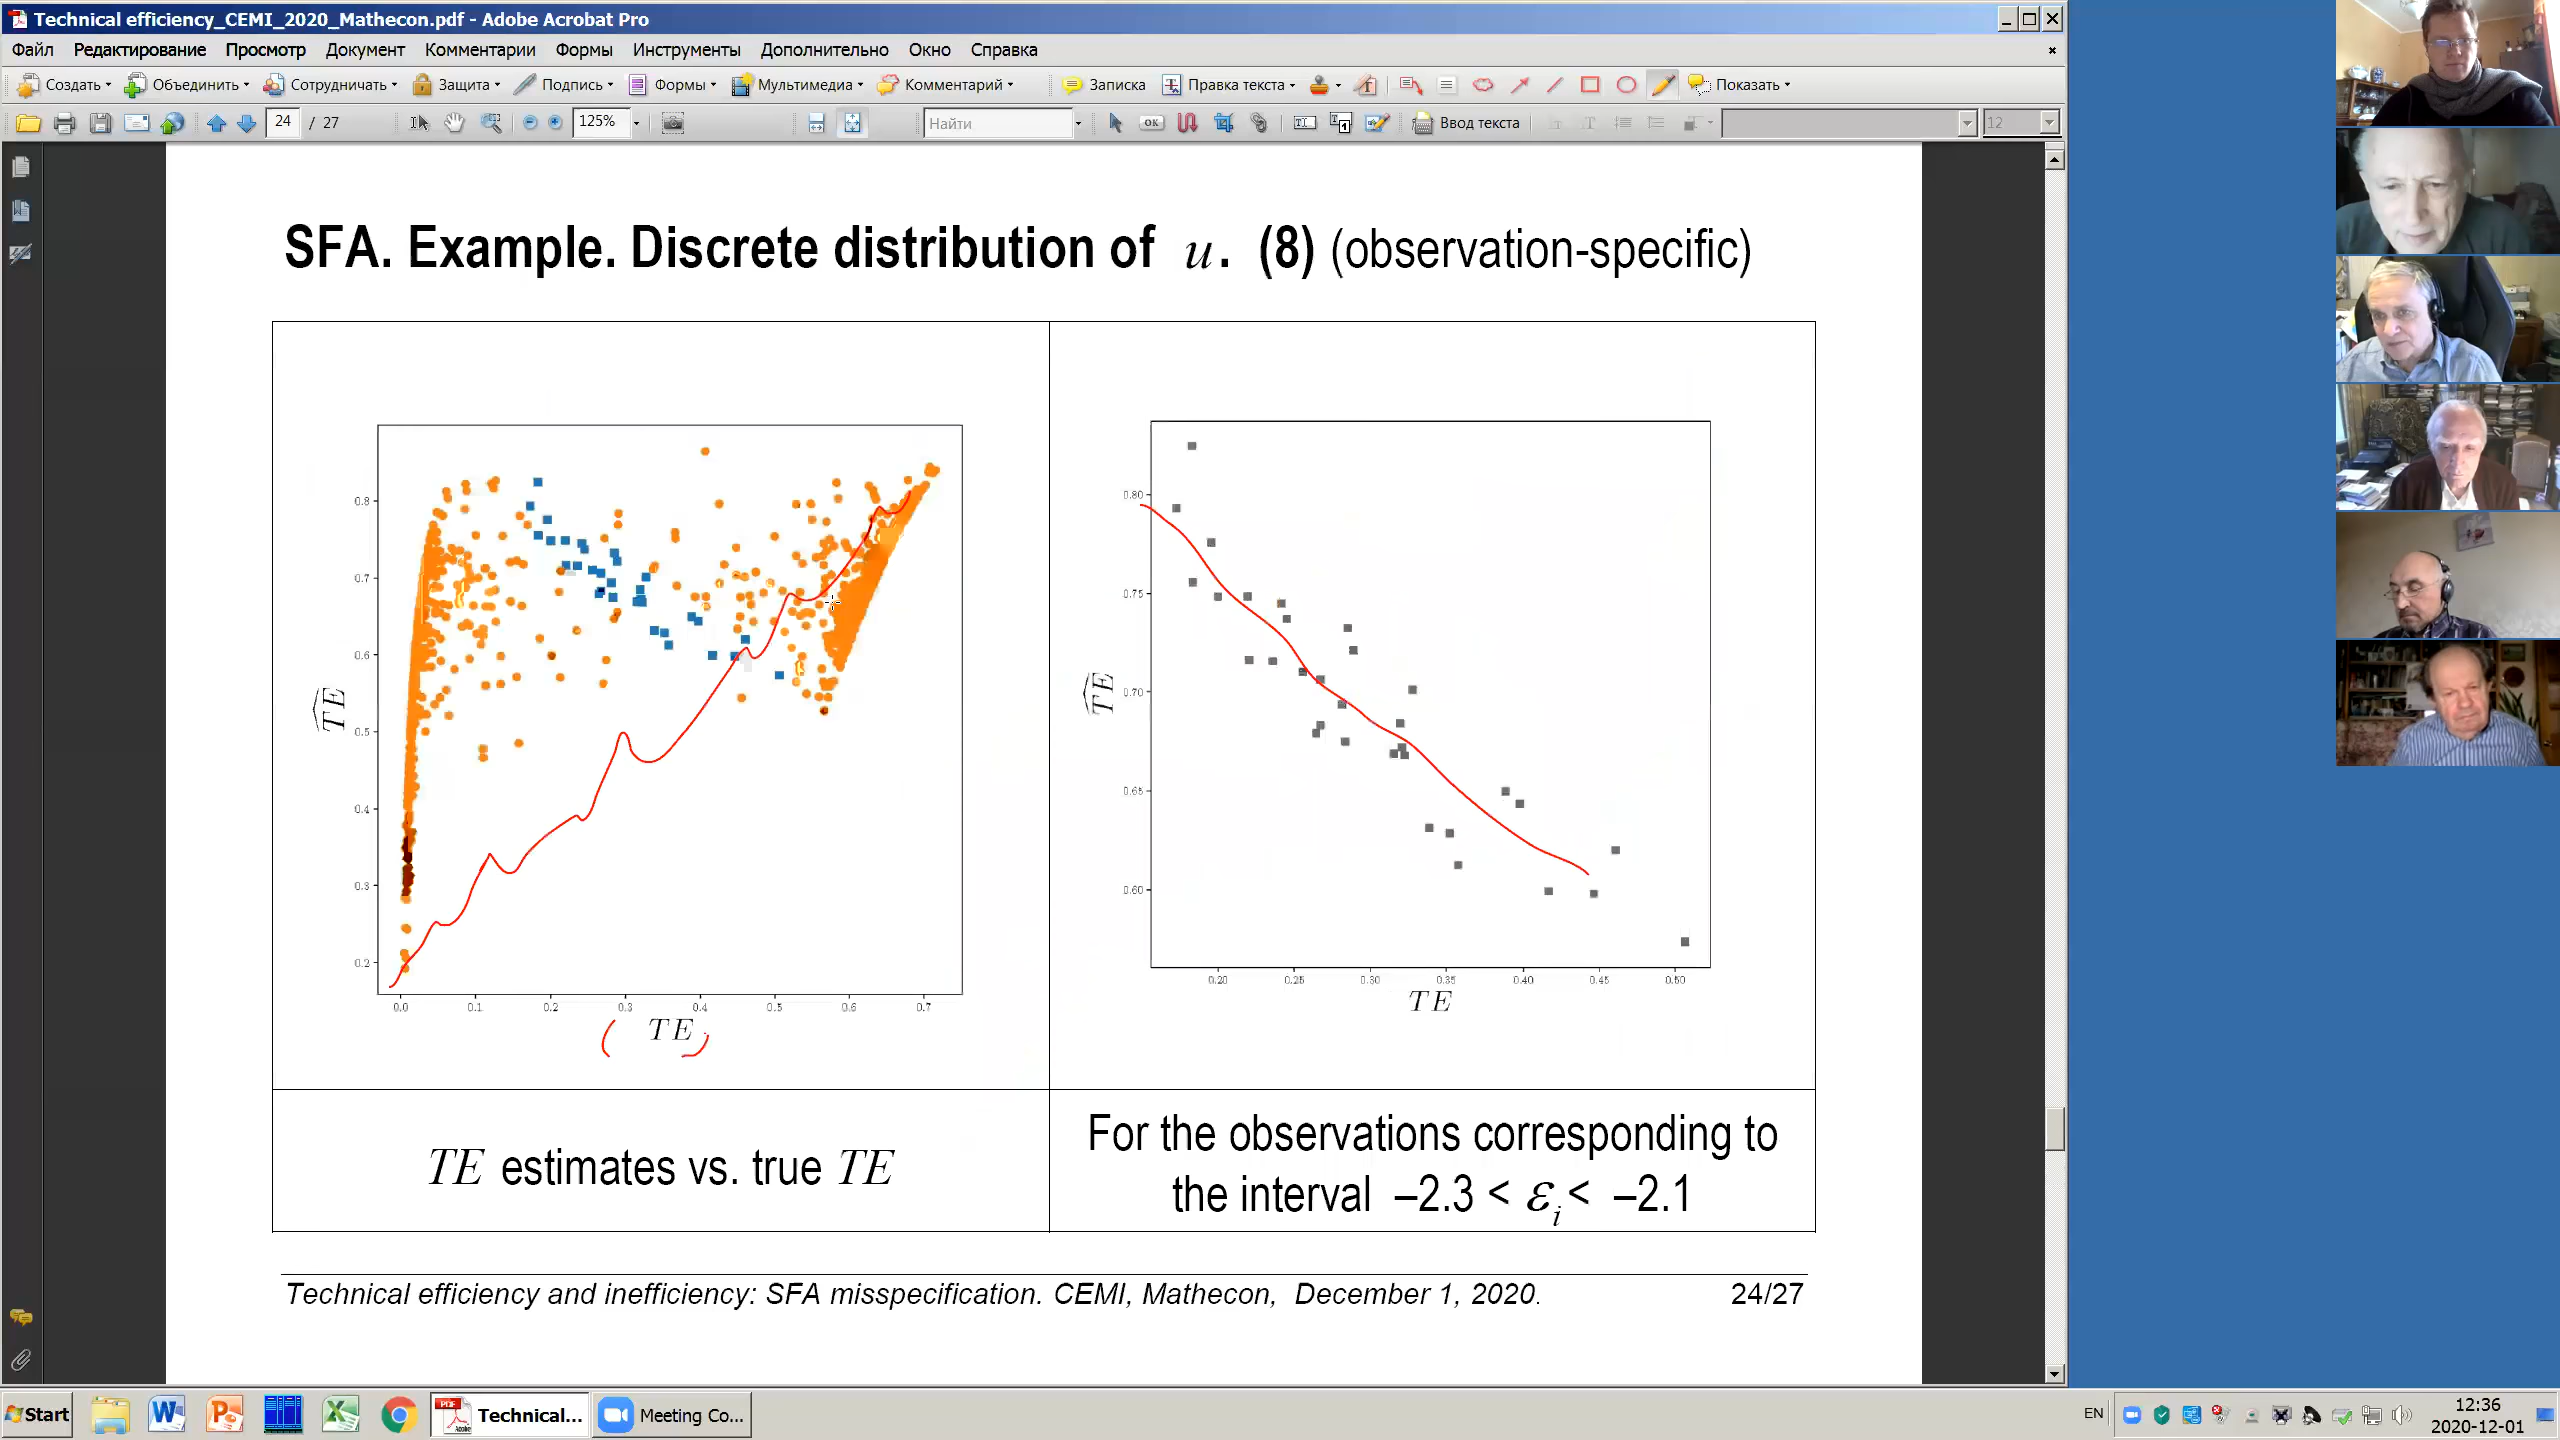 Technical efficiency_CEMI_2020_Mathecon.pdf - Adobe Acrobat Pro
Файл Редактирование Просмотр Документ Комментарии Формы Инструменты Дополнительно Окно Справка
Создать Объединить Сотрудничать Защита Подпись Формы Мультимедиа Комментарий Записка Правка текста Показать
24 / 27 125% Найти OK Ввод текста 12
SFA. Example. Discrete distribution of u. (8) (observation-specific)
0.8
0.7
0.6
0.5
0.4
0.3
0.2
TE
0.0 0.1 0.2 0.3 0.4 0.5 0.6 0.7
( TE )
0.80
0.75
0.70
0.65
0.60
TE
0.20 0.25 0.30 0.35 0.40 0.45 0.50
TE
TE estimates vs. true TE
For the observations corresponding to
the interval –2.3 < εi < –2.1
Technical efficiency and inefficiency: SFA misspecification. CEMI, Mathecon, December 1, 2020. 24/27
Start Technical... Meeting Co... EN 12:36
2020-12-01